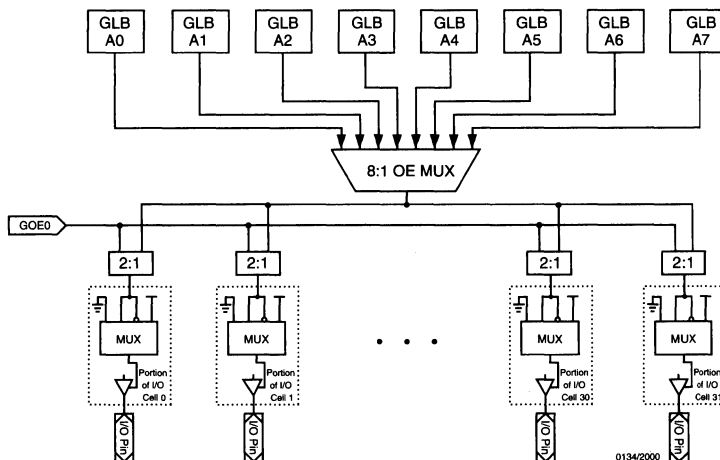 GLB A0
GLB A1
GLB A2
GLB A3
GLB A4
GLB A5
GLB A6
GLB A7
8:1 OE MUX
GOE0
2:1
2:1
2:1
2:1
MUX
MUX
MUX
MUX
Portion
of I/O
Cell 0
Portion
of I/O
Cell 1
Portion
of I/O
Cell 30
Portion
of I/O
Cell 31
I/O Pin
I/O Pin
I/O Pin
I/O Pin
0134/2000